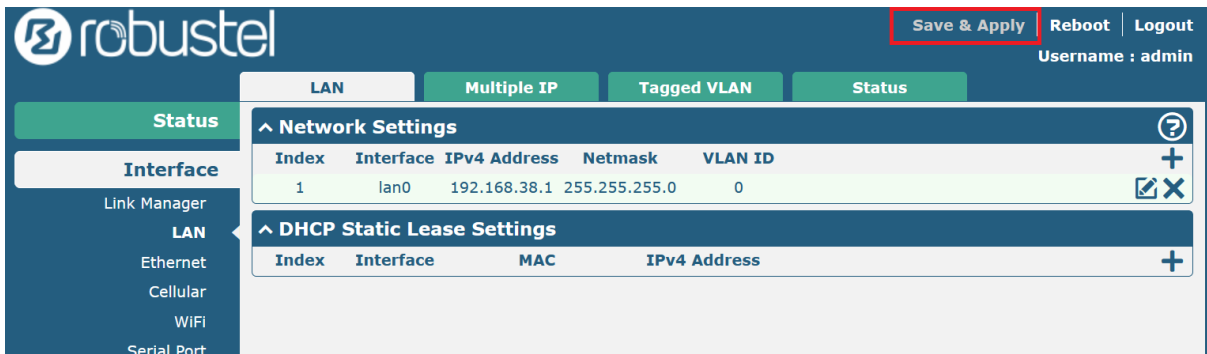 robustel
Save & Apply Reboot Logout
Username : admin
LAN Multiple IP Tagged VLAN Status
Status
Interface
Link Manager
LAN
Ethernet
Cellular
WiFi
Serial Port
Network Settings ?
Index Interface IPv4 Address Netmask VLAN ID
1 lan0 192.168.38.1 255.255.255.0 0
DHCP Static Lease Settings
Index Interface MAC IPv4 Address